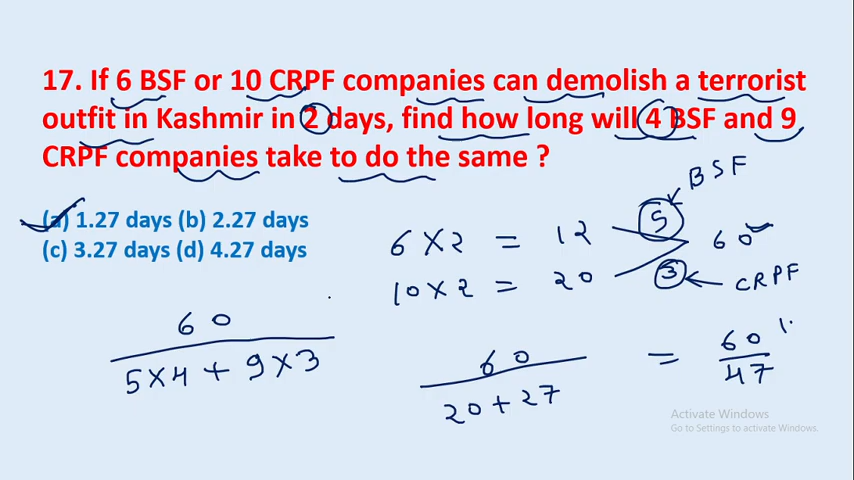 17. If 6 BSF or 10 CRPF companies can demolish a terrorist
outfit in Kashmir in 2 days, find how long will 4 BSF and 9
CRPF companies take to do the same ?
(a) 1.27 days (b) 2.27 days
(c) 3.27 days (d) 4.27 days
BSF
6 X 2 = 12 5 60
10 X 2 = 20 3 CRPF
60
5 X 4 + 9 X 3
60
20 + 27
= 60
47
1.
Activate Windows
Go to Settings to activate Windows.